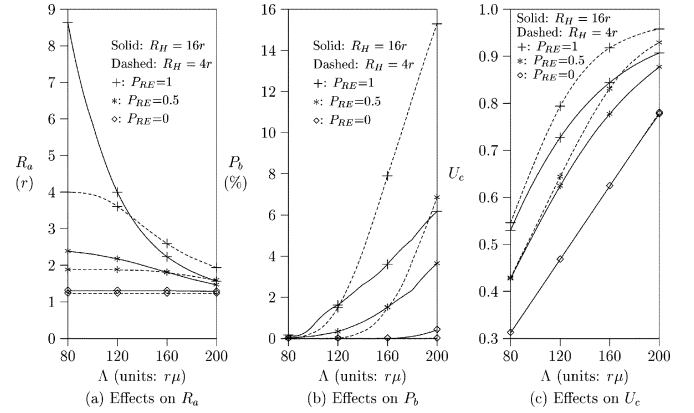 9
8
7
6
5
4
3
2
1
0
R_a
(r)
Solid: R_H = 16r
Dashed: R_H = 4r
+: P_RE=1
*: P_RE=0.5
◇: P_RE=0
80 120 160 200
Λ (units: rμ)
(a) Effects on R_a
16
14
12
10
8
6
4
2
0
P_b
(%)
Solid: R_H = 16r
Dashed: R_H = 4r
+: P_RE=1
*: P_RE=0.5
◇: P_RE=0
80 120 160 200
Λ (units: rμ)
(b) Effects on P_b
1.0
0.9
0.8
0.7
0.6
0.5
0.4
0.3
U_c
Solid: R_H = 16r
Dashed: R_H = 4r
+: P_RE=1
*: P_RE=0.5
◇: P_RE=0
80 120 160 200
Λ (units: rμ)
(c) Effects on U_c